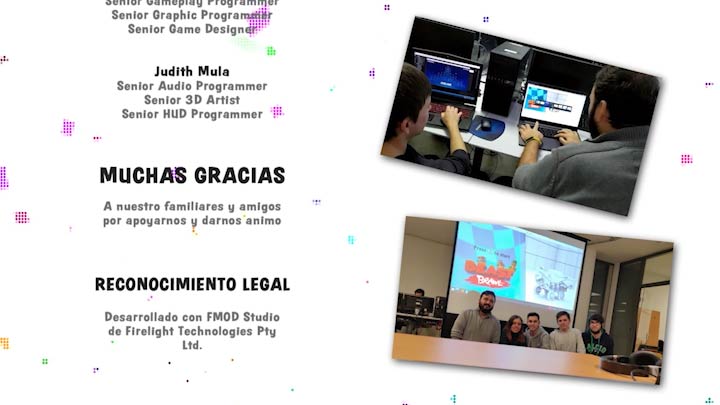 Senior Gameplay Programmer
Senior Graphic Programmer
Senior Game Designer
Judith Mula
Senior Audio Programmer
Senior 3D Artist
Senior HUD Programmer
MUCHAS GRACIAS
A nuestro familiares y amigos
por apoyarnos y darnos animo
RECONOCIMIENTO LEGAL
Desarrollado con FMOD Studio
de Firelight Technologies Pty
Ltd.